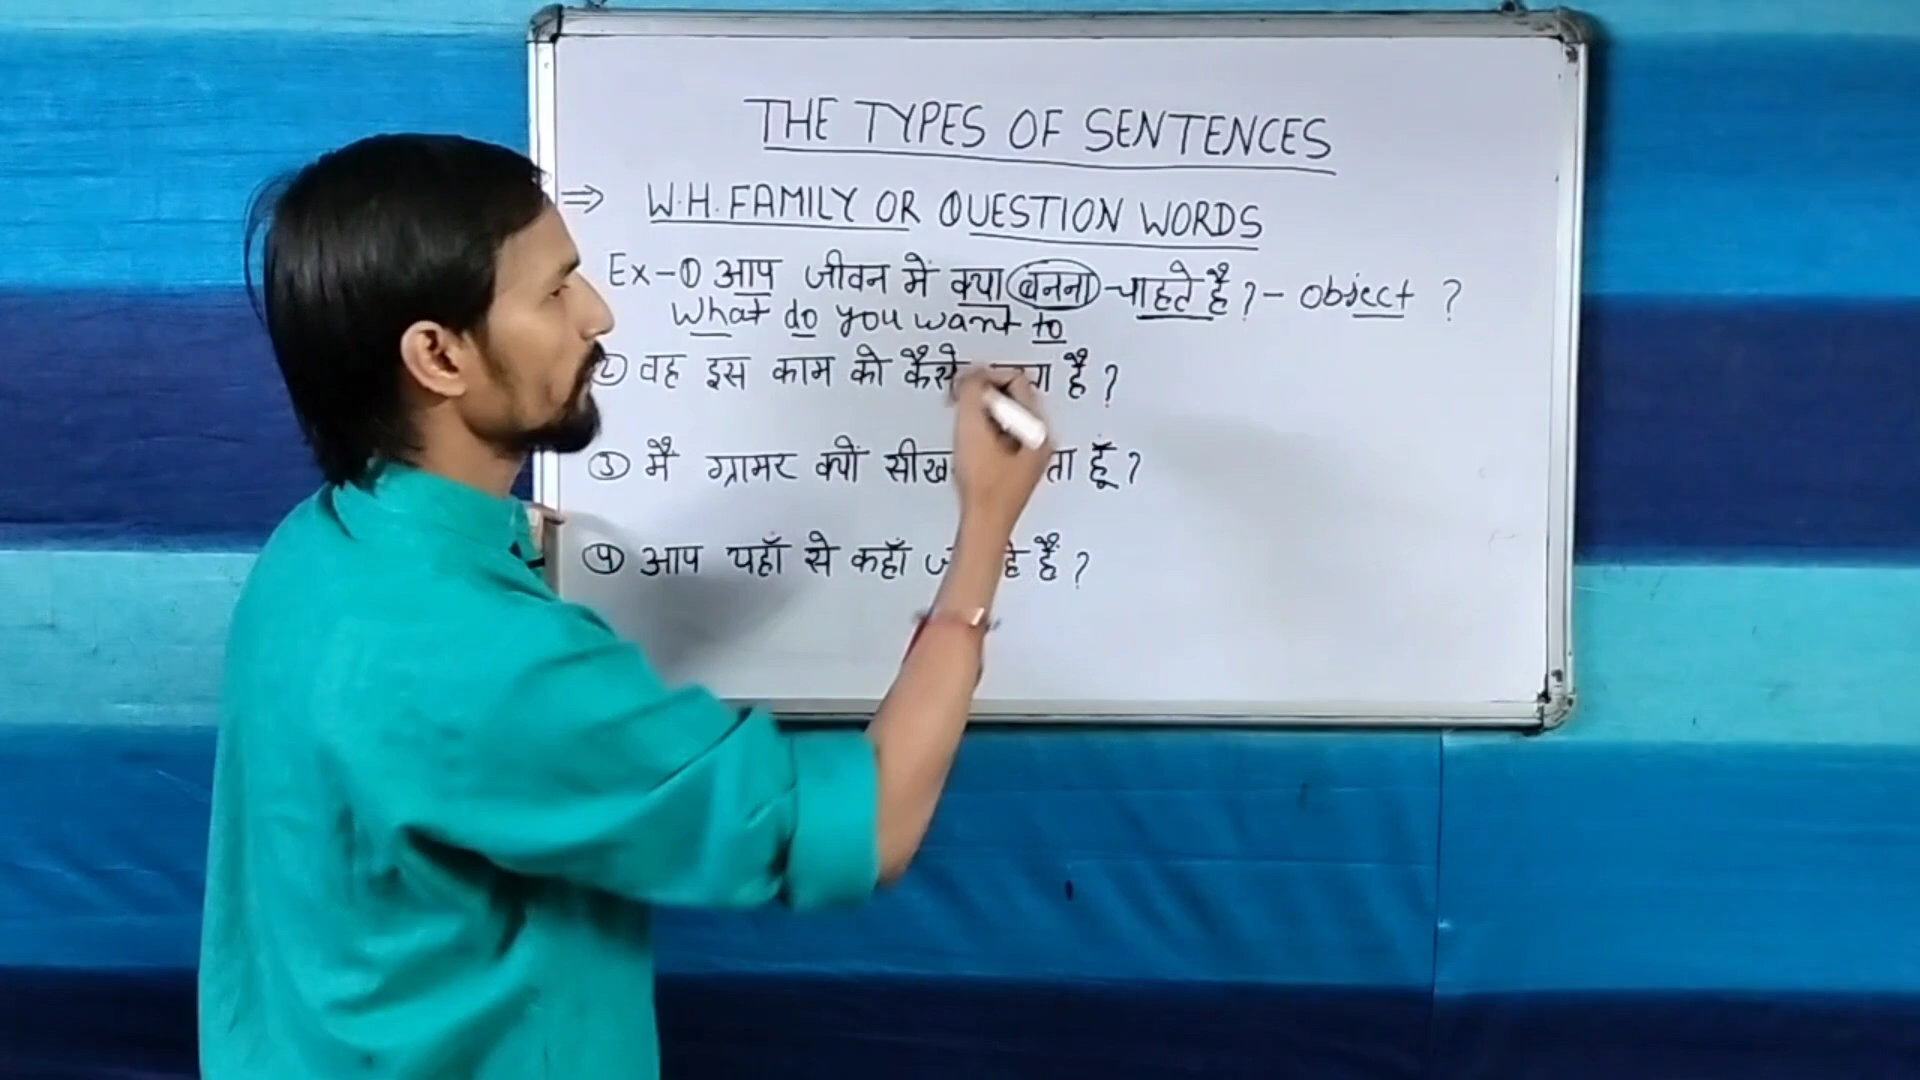 THE TYPES OF SENTENCES
⇒ W.H. FAMILY OR QUESTION WORDS
Ex-① आप जीवन में क्या बनना चाहते हैं ? - object ?
What do you want to
② वह इस काम को कैसे है ?
③ मैं ग्रामर क्यों हूँ ?
④ आप यहाँ से कहाँ हैं ?